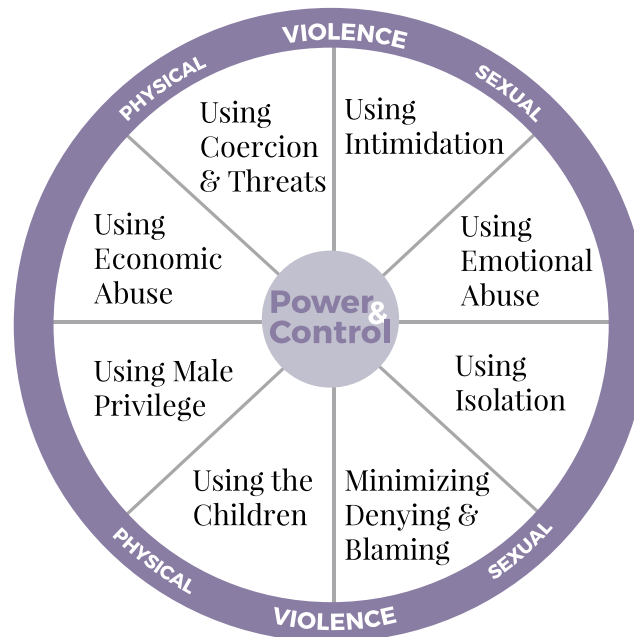 VIOLENCE
PHYSICAL
SEXUAL
Using
Coercion
& Threats
Using
Intimidation
Using
Emotional
Abuse
Using
Isolation
Minimizing
Denying &
Blaming
Using the
Children
Using Male
Privilege
Using
Economic
Abuse
Power
&
Control
PHYSICAL
VIOLENCE
SEXUAL